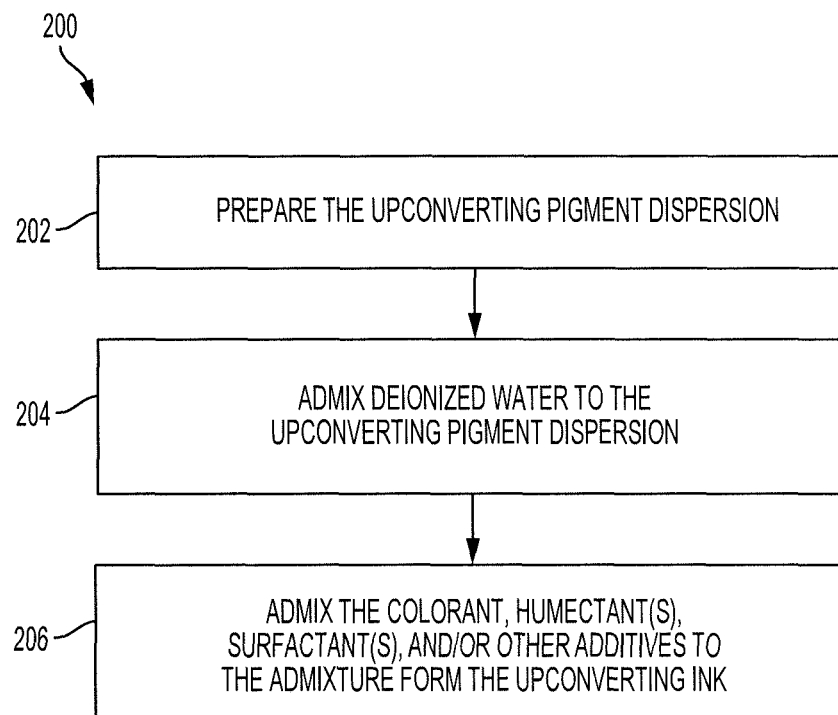 200
202
PREPARE THE UPCONVERTING PIGMENT DISPERSION
204
ADMIX DEIONIZED WATER TO THE
UPCONVERTING PIGMENT DISPERSION
206
ADMIX THE COLORANT, HUMECTANT(S),
SURFACTANT(S), AND/OR OTHER ADDITIVES TO
THE ADMIXTURE FORM THE UPCONVERTING INK